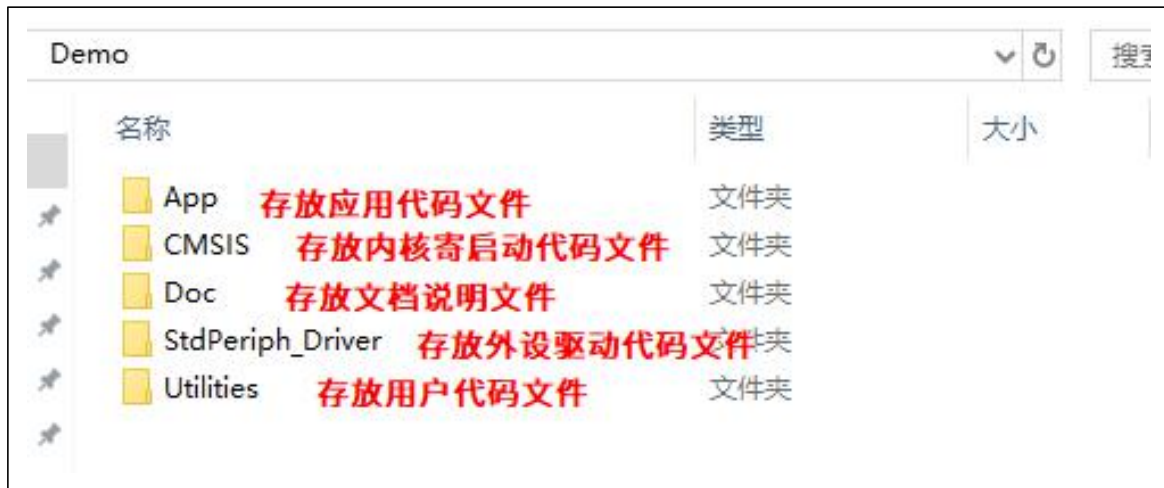 Demo
搜
名称 类型 大小
App 存放应用代码文件 文件夹
CMSIS 存放内核寄启动代码文件 文件夹
Doc 存放文档说明文件 文件夹
StdPeriph_Driver 存放外设驱动代码文件 文件夹
Utilities 存放用户代码文件 文件夹